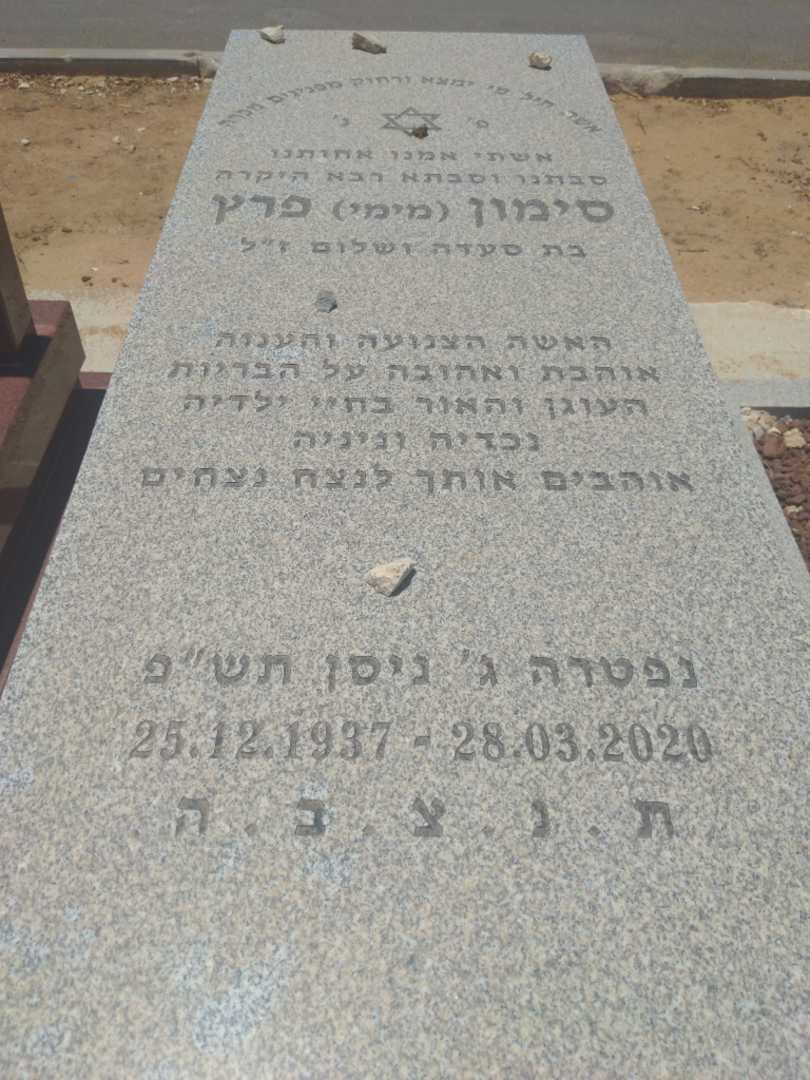 אשת חיל מי ימצא ורחוק מפנינים מכרה
פ׳ נ׳
אשתי אמנו אחותנו
סבתנו וסבתא רבא היקרה
סימון (מימי) פרץ
בת סעדה ושלום ז״ל
האשה הצנועה והענוה
אוהבת ואהובה על הבריות
העוגן והאור בחיי ילדיה
נכדיה וניניה
אוהבים אותך לנצח נצחים
נפטרה ג׳ ניסן תש״פ
25.12.1937 - 28.03.2020
ת.נ.צ.ב.ה.